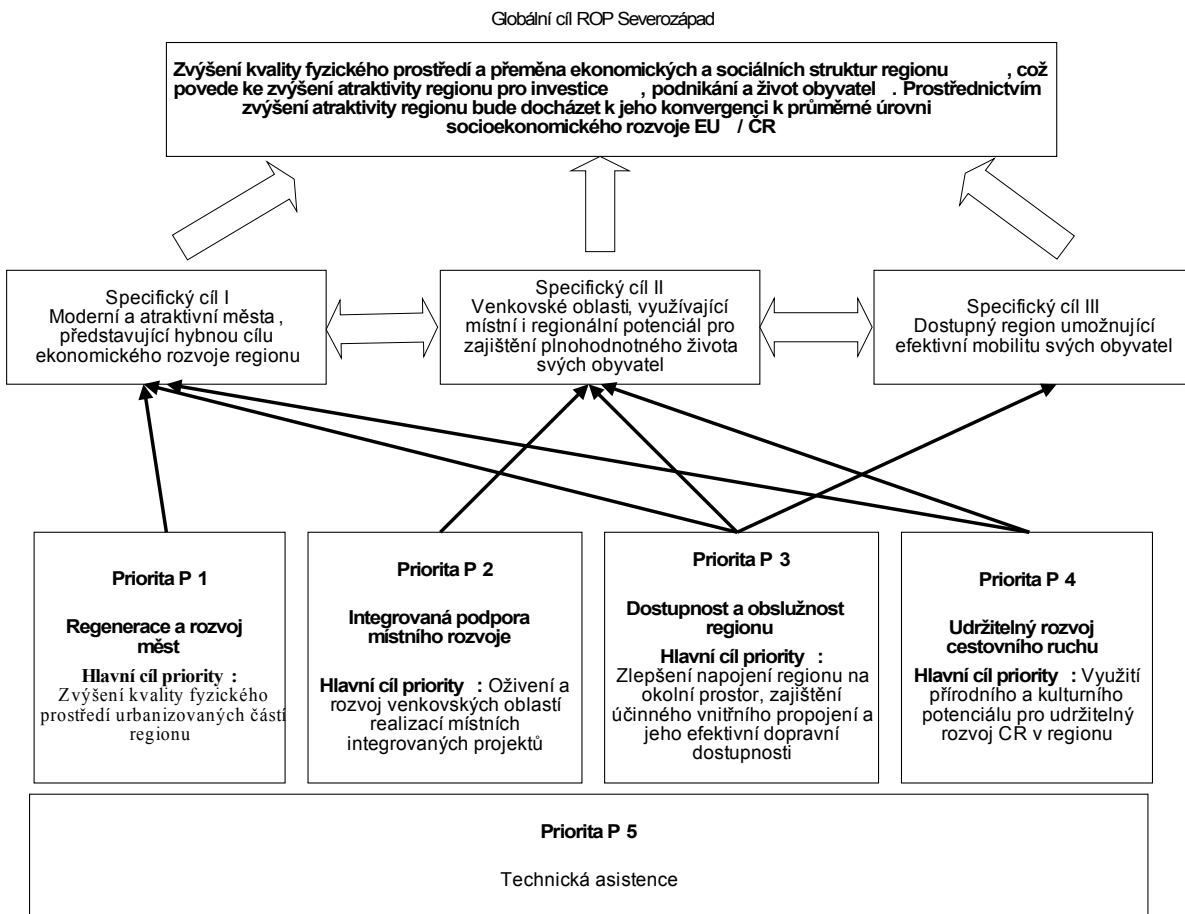 Globální cíl ROP Severozápad
Zvýšení kvality fyzického prostředí a přeměna ekonomických a sociálních struktur regionu , což
povede ke zvýšení atraktivity regionu pro investice , podnikání a život obyvatel . Prostřednictvím
zvýšení atraktivity regionu bude docházet k jeho konvergenci k průměrné úrovni
socioekonomického rozvoje EU / ČR
Specifický cíl I
Moderní a atraktivní města ,
představující hybnou cílu
ekonomického rozvoje regionu
Specifický cíl II
Venkovské oblasti, využívající
místní i regionální potenciál pro
zajištění plnohodnotného života
svých obyvatel
Specifický cíl III
Dostupný region umožnující
efektivní mobilitu svých obyvatel
Priorita P 1
Regenerace a rozvoj
měst
Hlavní cíl priority :
Zvýšení kvality fyzického
prostředí urbanizovaných částí
regionu
Priorita P 2
Integrovaná podpora
místního rozvoje
Hlavní cíl priority : Oživení a
rozvoj venkovských oblastí
realizací místních
integrovaných projektů
Priorita P 3
Dostupnost a obslužnost
regionu
Hlavní cíl priority :
Zlepšení napojení regionu na
okolní prostor, zajištění
účinného vnitřního propojení a
jeho efektivní dopravní
dostupnosti
Priorita P 4
Udržitelný rozvoj
cestovního ruchu
Hlavní cíl priority : Využití
přírodního a kulturního
potenciálu pro udržitelný
rozvoj CR v regionu
Priorita P 5
Technická asistence